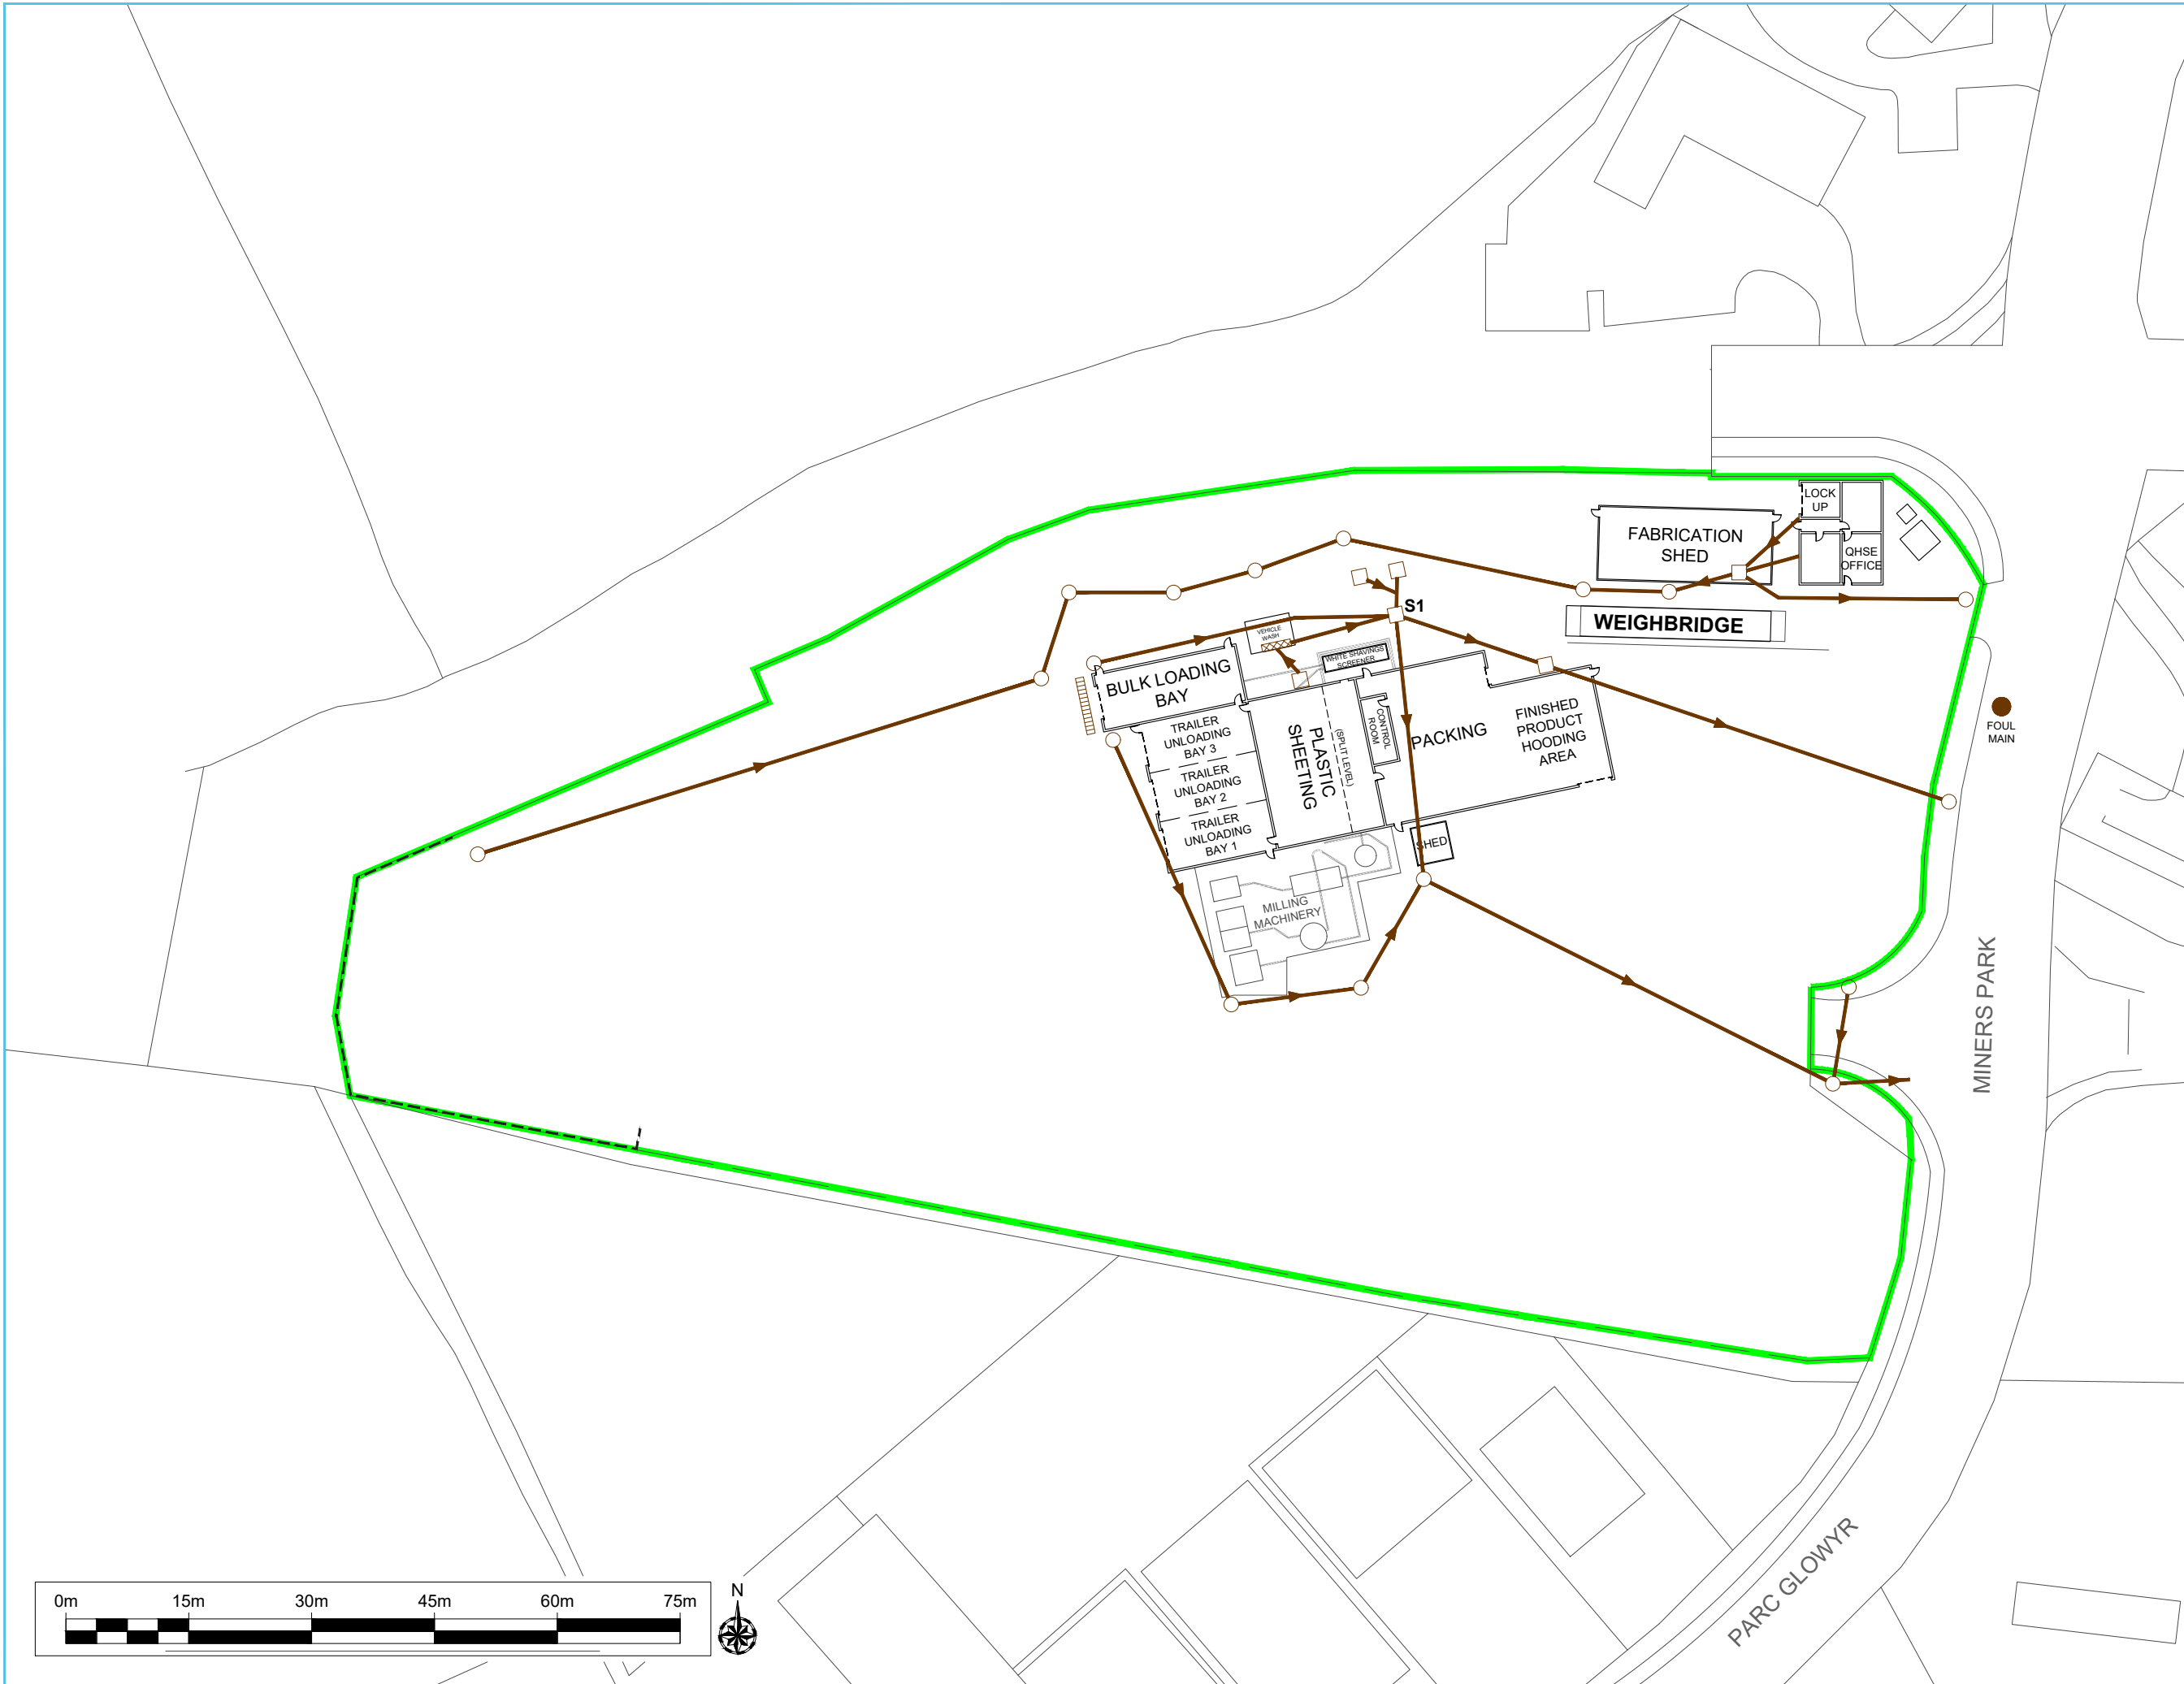 LOCK
UP
FABRICATION
SHED
QHSE
OFFICE
S1
WEIGHBRIDGE
VEHICLE
WASH
WHITE SHAVINGS
SCREENER
BULK LOADING
BAY
TRAILER
UNLOADING
BAY 3
TRAILER
UNLOADING
BAY 2
TRAILER
UNLOADING
BAY 1
PLASTIC
SHEETING
(SPLIT LEVEL)
CONTROL
ROOM
PACKING
FINISHED
PRODUCT
HOODING
AREA
FOUL
MAIN
SHED
MILLING
MACHINERY
MINERS PARK
PARC GLOWYR
0m 15m 30m 45m 60m 75m
N